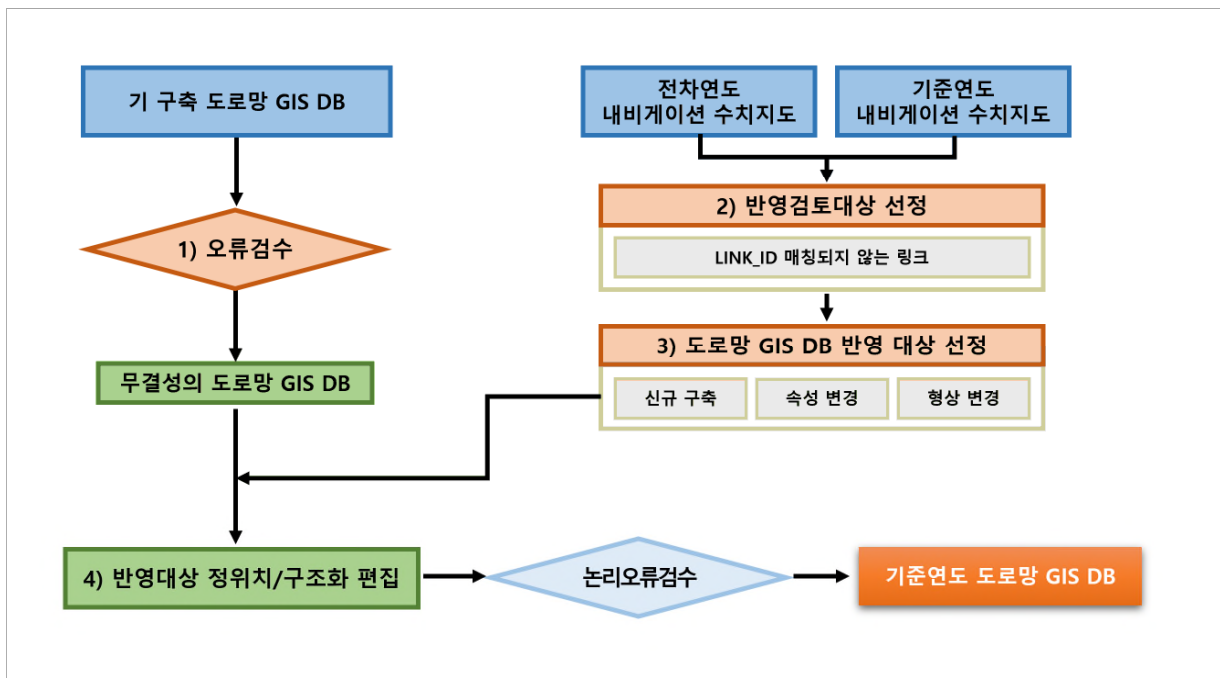 기 구축 도로망 GIS DB
전차연도
내비게이션 수치지도
기준연도
내비게이션 수치지도
1) 오류검수
2) 반영검토대상 선정
LINK_ID 매칭되지 않는 링크
3) 도로망 GIS DB 반영 대상 선정
신규 구축
속성 변경
형상 변경
무결성의 도로망 GIS DB
4) 반영대상 정위치/구조화 편집
논리오류검수
기준연도 도로망 GIS DB